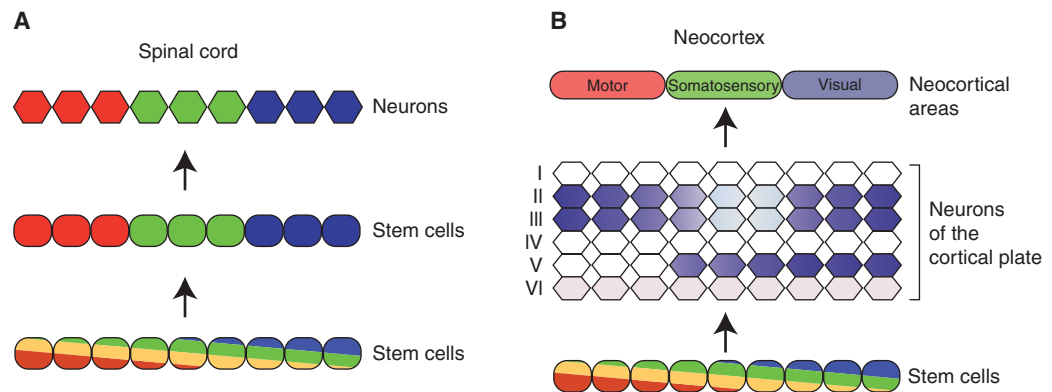 A
Spinal cord
Neurons
Stem cells
Stem cells
B
Neocortex
Motor
Somatosensory
Visual
Neocortical
areas
I
II
III
IV
V
VI
Neurons
of the
cortical plate
Stem cells